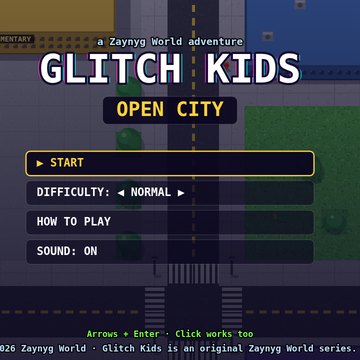 MENTARY
a Zaynyg World adventure
GLITCH KIDS
OPEN CITY
▶ START
DIFFICULTY: ◀ NORMAL ▶
HOW TO PLAY
SOUND: ON
Arrows + Enter · Click works too
026 Zaynyg World · Glitch Kids is an original Zaynyg World series.